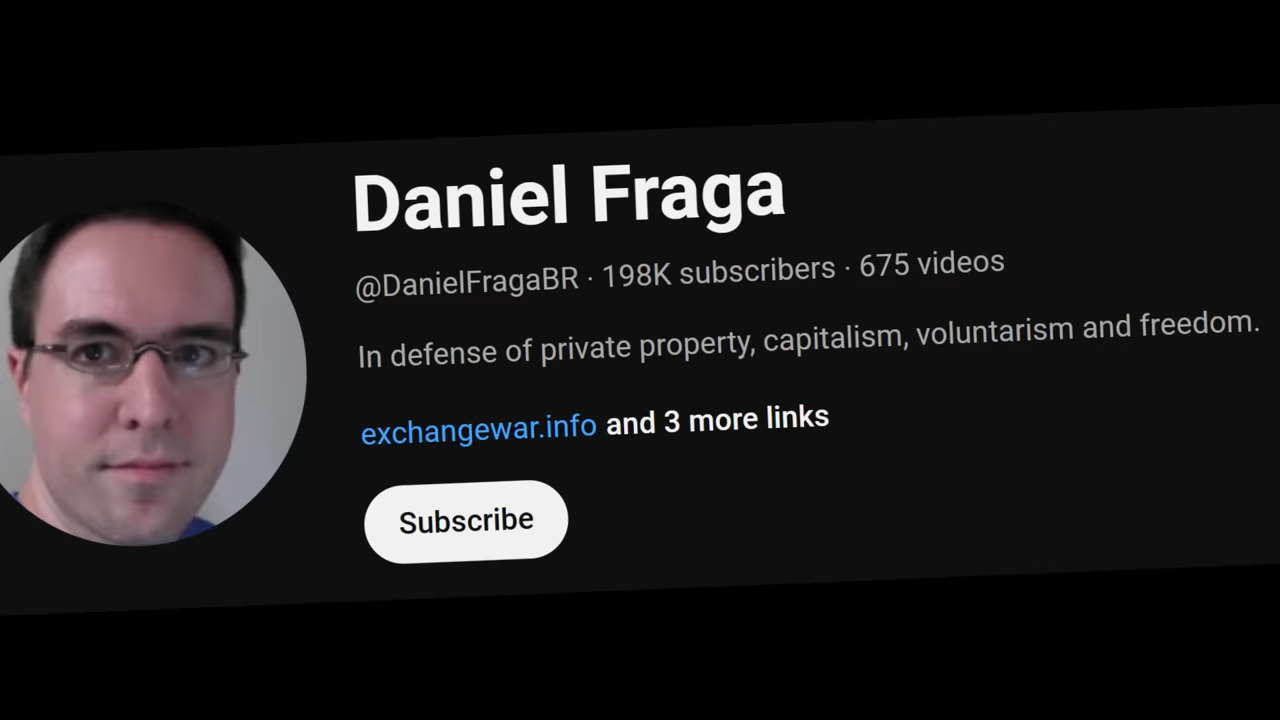 Daniel Fraga
@DanielFragaBR · 198K subscribers · 675 videos
In defense of private property, capitalism, voluntarism and freedom.
exchangewar.info and 3 more links
Subscribe